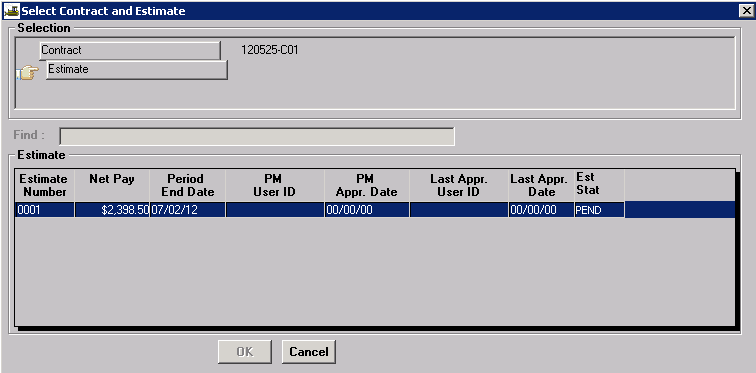 Select Contract and Estimate
Selection
Contract 120525-C01
Estimate
Find :
Estimate
Estimate Net Pay Period PM PM Last Appr. Last Appr. Est
Number End Date User ID Appr. Date User ID Date Stat
0001 $2,398.50 07/02/12 00/00/00 00/00/00 PEND
OK Cancel